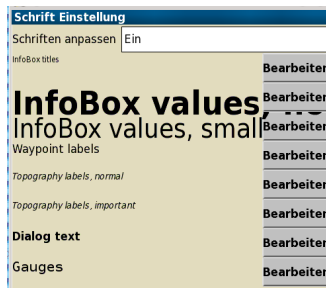 Schrift Einstellung
Schriften anpassen Ein
InfoBox titles Bearbeiten
InfoBox values, no Bearbeiten
InfoBox values, small Bearbeiten
Waypoint labels Bearbeiten
Topography labels, normal Bearbeiten
Topography labels, important Bearbeiten
Dialog text Bearbeiten
Gauges Bearbeiten